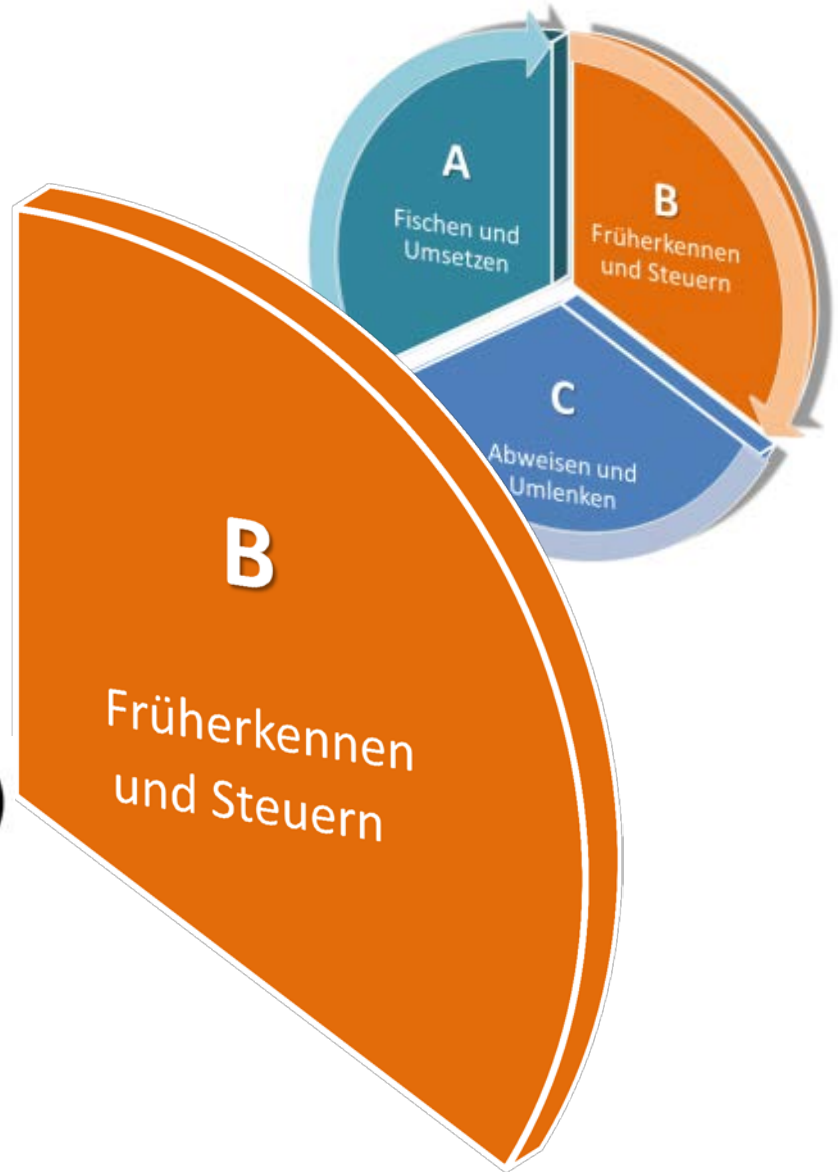 A
Fischen und
Umsetzen
B
Früherkennen
und Steuern
C
Abweisen und
Umlenken
B
Früherkennen
und Steuern